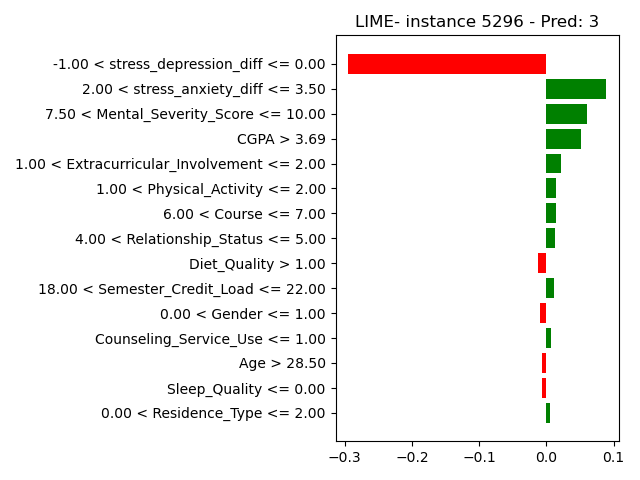 LIME- instance 5296 - Pred: 3
-1.00 < stress_depression_diff <= 0.00
2.00 < stress_anxiety_diff <= 3.50
7.50 < Mental_Severity_Score <= 10.00
CGPA > 3.69
1.00 < Extracurricular_Involvement <= 2.00
1.00 < Physical_Activity <= 2.00
6.00 < Course <= 7.00
4.00 < Relationship_Status <= 5.00
Diet_Quality > 1.00
18.00 < Semester_Credit_Load <= 22.00
0.00 < Gender <= 1.00
Counseling_Service_Use <= 1.00
Age > 28.50
Sleep_Quality <= 0.00
0.00 < Residence_Type <= 2.00
−0.3 −0.2 −0.1 0.0 0.1